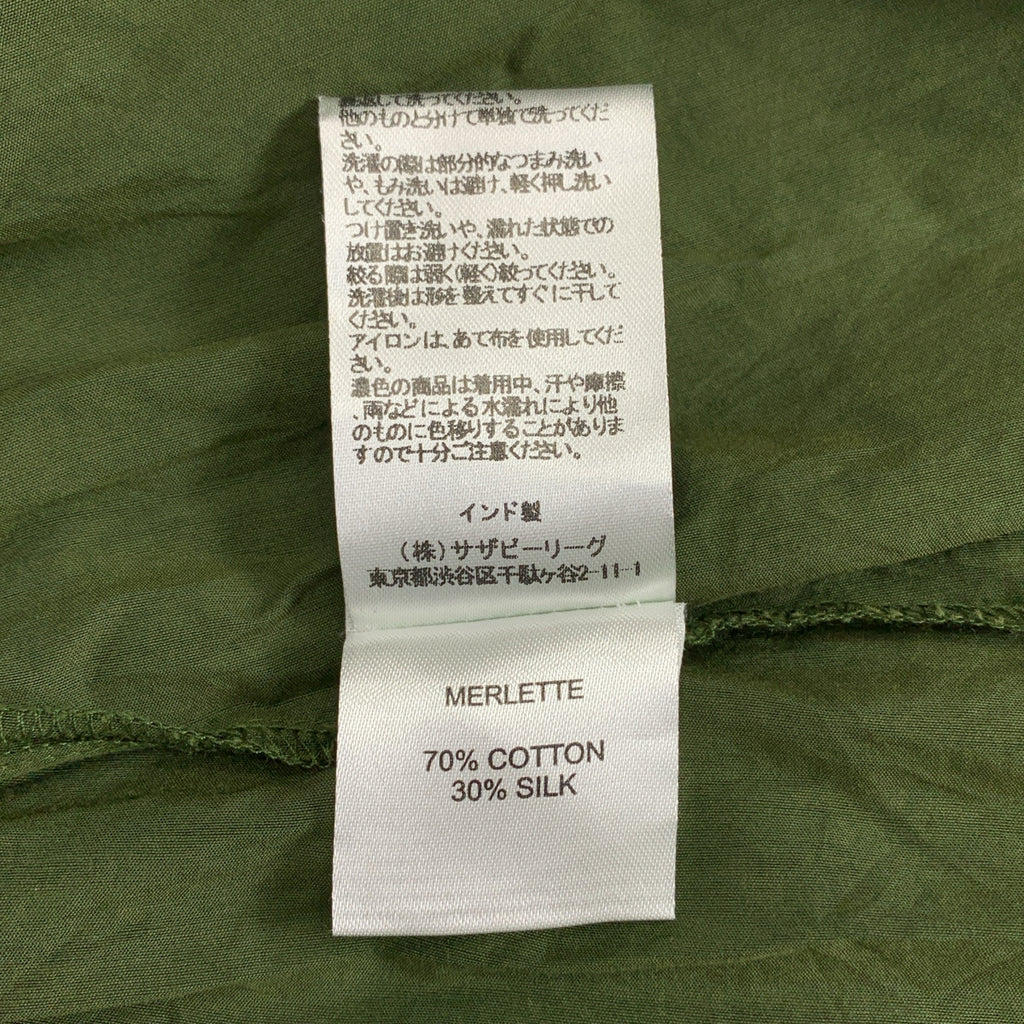 して洗ってください。
他のものと分けて単独で洗ってくだ
さい。
洗濯の際は部分的なつまみ洗い
や、もみ洗いは避け、軽く押し洗い
してください。
つけ置き洗いや、濡れた状態での
放置はお避けください。
絞る際は弱く(軽く)絞ってください。
洗濯後は形を整えてすぐに干して
ください。
アイロンは、あて布を使用してくだ
さい。
濃色の商品は着用中、汗や摩擦
、雨などによる水濡れにより他
のものに色移りすることがありま
すので十分ご注意ください。
インド製
(株)サザビーリーグ
東京都渋谷区千駄ヶ谷2-11-1
MERLETTE
70% COTTON
30% SILK